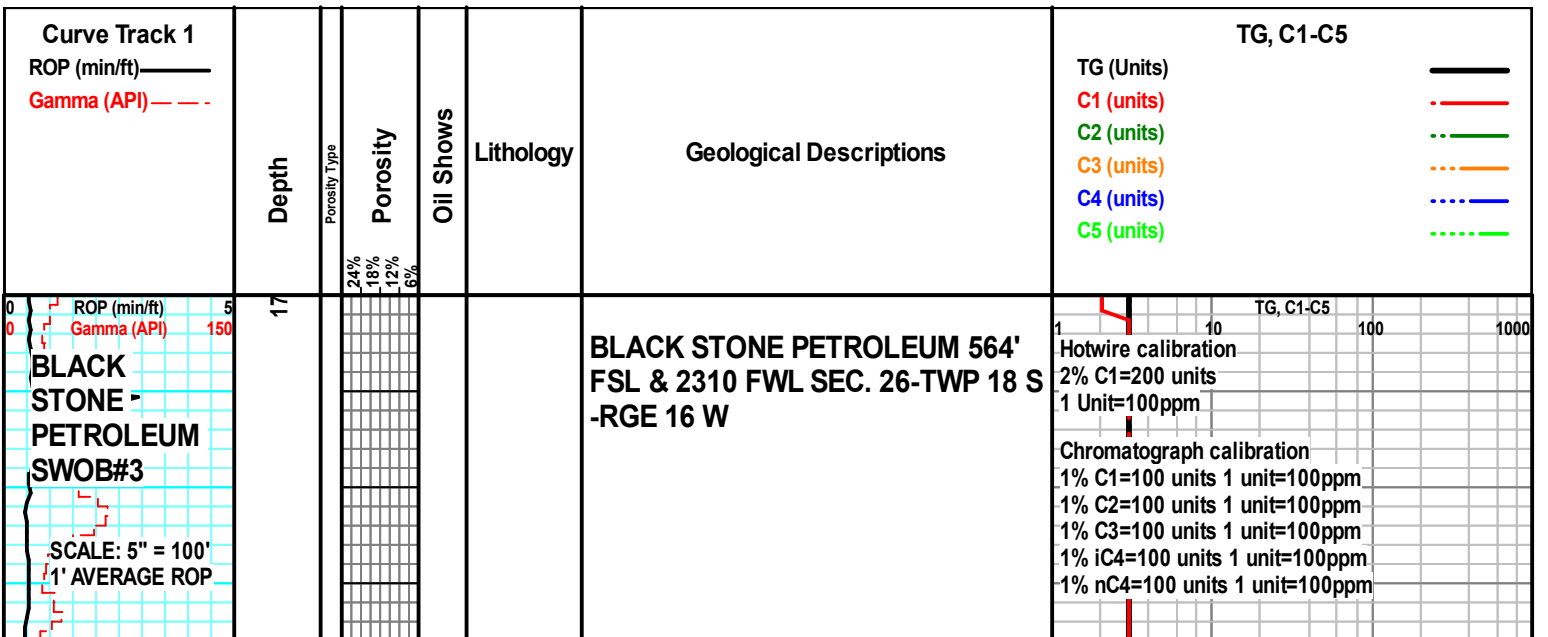 Curve Track 1
ROP (min/ft)
Gamma (API)
Depth
Porosity Type
Porosity
24%
18%
12%
6%
Oil Shows
Lithology
Geological Descriptions
TG, C1-C5
TG (Units)
C1 (units)
C2 (units)
C3 (units)
C4 (units)
C5 (units)
0 ROP (min/ft) 5
0 Gamma (API) 150
BLACK
STONE
PETROLEUM
SWOB#3
SCALE: 5" = 100'
1' AVERAGE ROP
17
BLACK STONE PETROLEUM 564'
FSL & 2310 FWL SEC. 26-TWP 18 S
-RGE 16 W
TG, C1-C5
1 10 100 1000
Hotwire calibration
2% C1=200 units
1 Unit=100ppm
Chromatograph calibration
1% C1=100 units 1 unit=100ppm
1% C2=100 units 1 unit=100ppm
1% C3=100 units 1 unit=100ppm
1% iC4=100 units 1 unit=100ppm
1% nC4=100 units 1 unit=100ppm